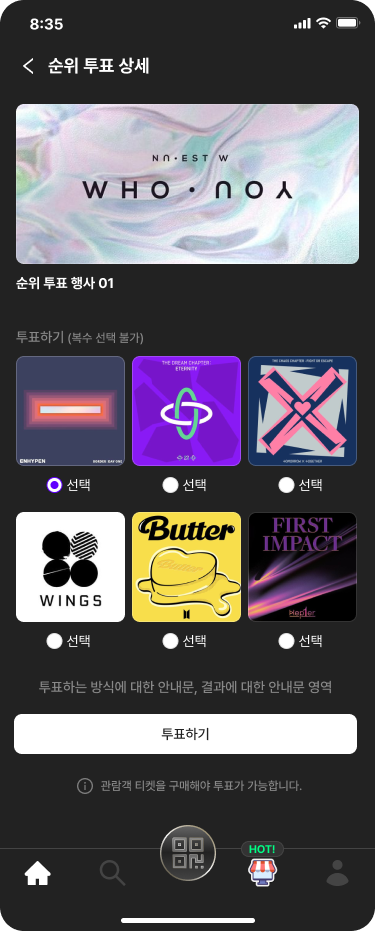 8:35
순위 투표 상세
NU·EST W
WHO·NOY
순위 투표 행사 01
투표하기 (복수 선택 불가)
ENHYPEN
BORDER : DAY ONE
THE DREAM CHAPTER:
ETERNITY
THE CHAOS CHAPTER : FIGHT OR ESCAPE
선택
선택
선택
WINGS
Butter
FIRST
IMPACT
Kep1er
선택
선택
선택
투표하는 방식에 대한 안내문, 결과에 대한 안내문 영역
투표하기
관람객 티켓을 구매해야 투표가 가능합니다.
HOT!